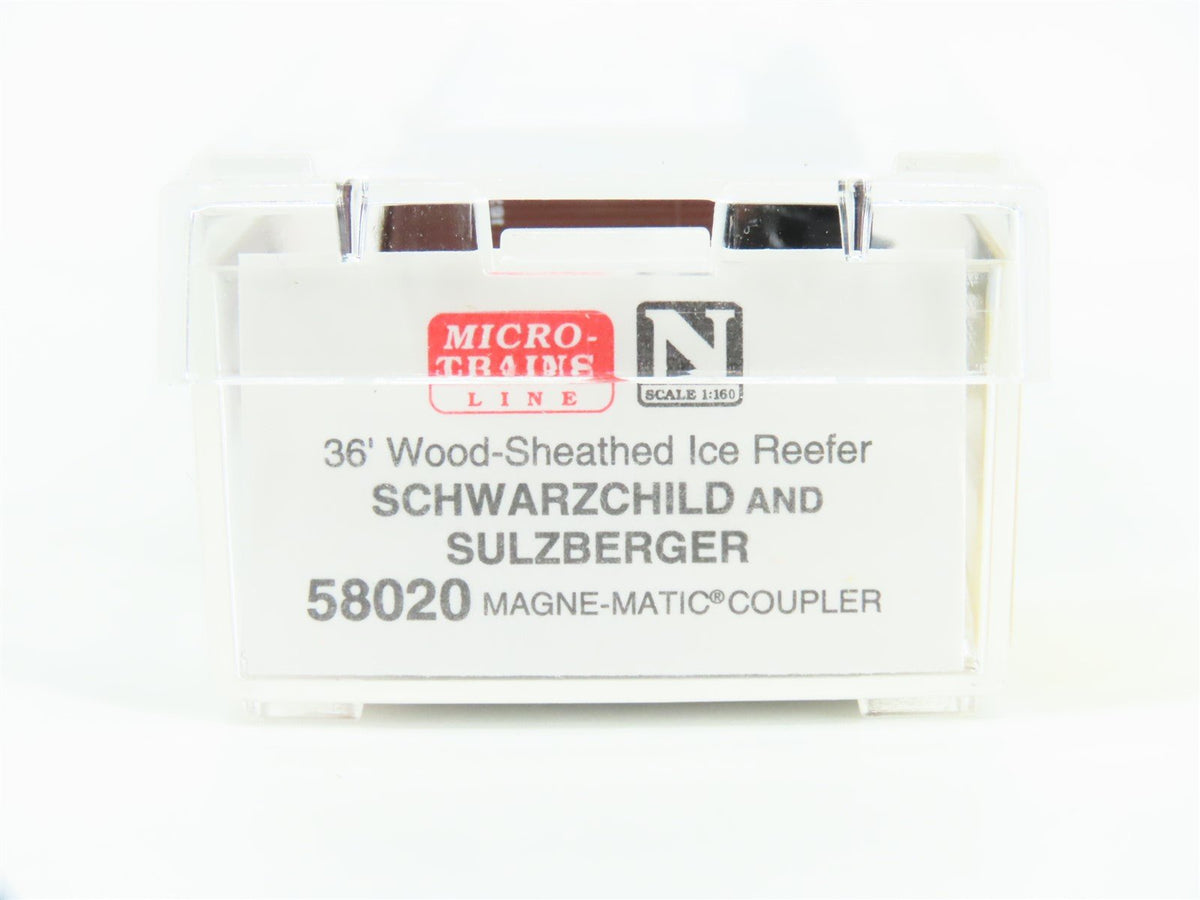 MICRO-
TRAINS
LINE
N
SCALE 1:160
36' Wood-Sheathed Ice Reefer
SCHWARZCHILD AND
SULZBERGER
58020 MAGNE-MATIC® COUPLER